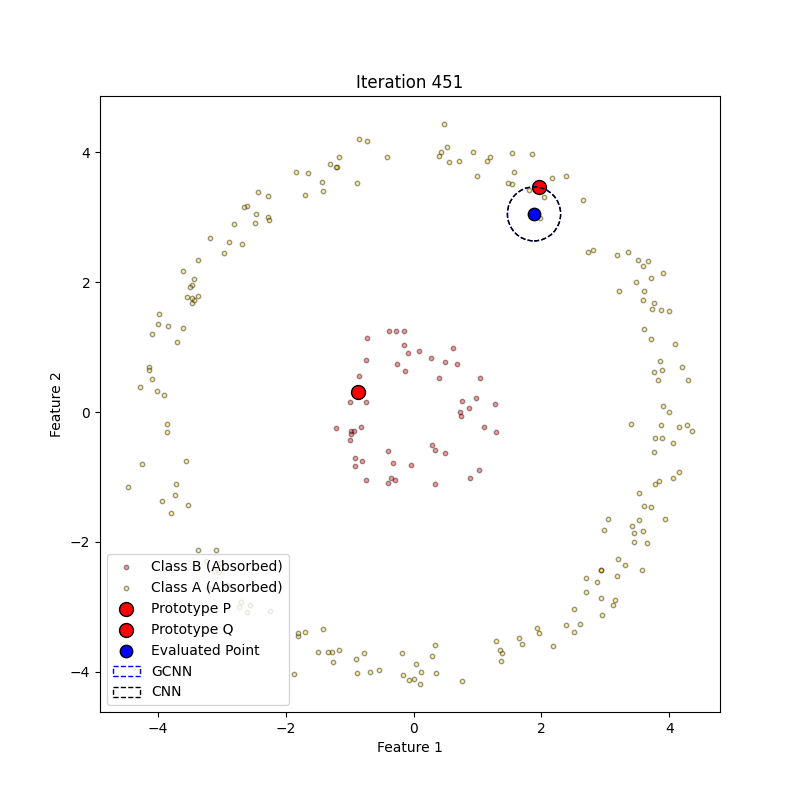 Iteration 451
Feature 2
4
2
0
−2
−4
Class B (Absorbed)
Class A (Absorbed)
Prototype P
Prototype Q
Evaluated Point
GCNN
CNN
−4
−2
0
2
4
Feature 1